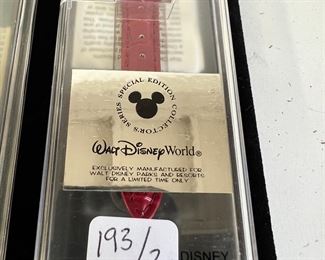 SPECIAL EDITION
COLLECTOR'S SERIES
WALT DISNEY World®
EXCLUSIVELY MANUFACTURED FOR
WALT DISNEY PARKS AND RESORTS
FOR A LIMITED TIME ONLY
193/2
DISNEY